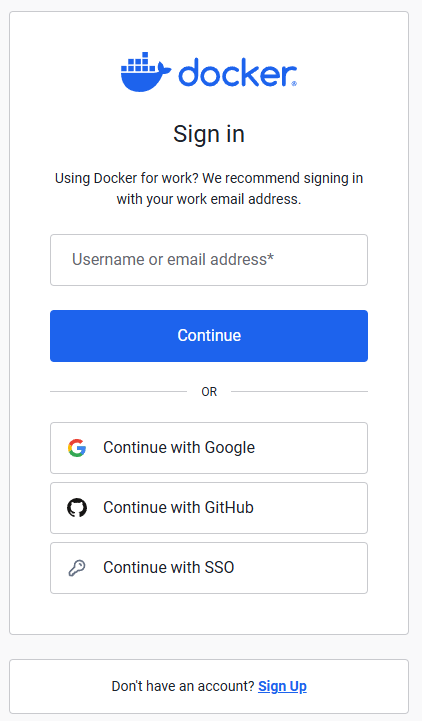 docker
Sign in
Using Docker for work? We recommend signing in
with your work email address.
Username or email address*
Continue
OR
Continue with Google
Continue with GitHub
Continue with SSO
Don't have an account? Sign Up